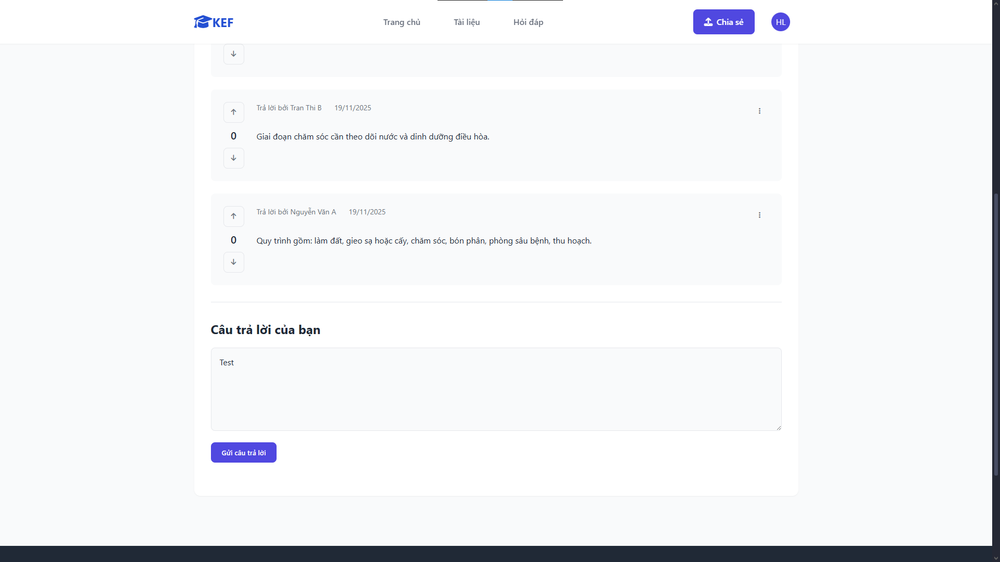 KEF
Trang chủ
Tài liệu
Hỏi đáp
Chia sẻ
HL
Trả lời bởi Tran Thi B 19/11/2025
0
Giai đoạn chăm sóc cần theo dõi nước và dinh dưỡng điều hòa.
Trả lời bởi Nguyễn Văn A 19/11/2025
0
Quy trình gồm: làm đất, gieo sạ hoặc cấy, chăm sóc, bón phân, phòng sâu bệnh, thu hoạch.
Câu trả lời của bạn
Test
Gửi câu trả lời